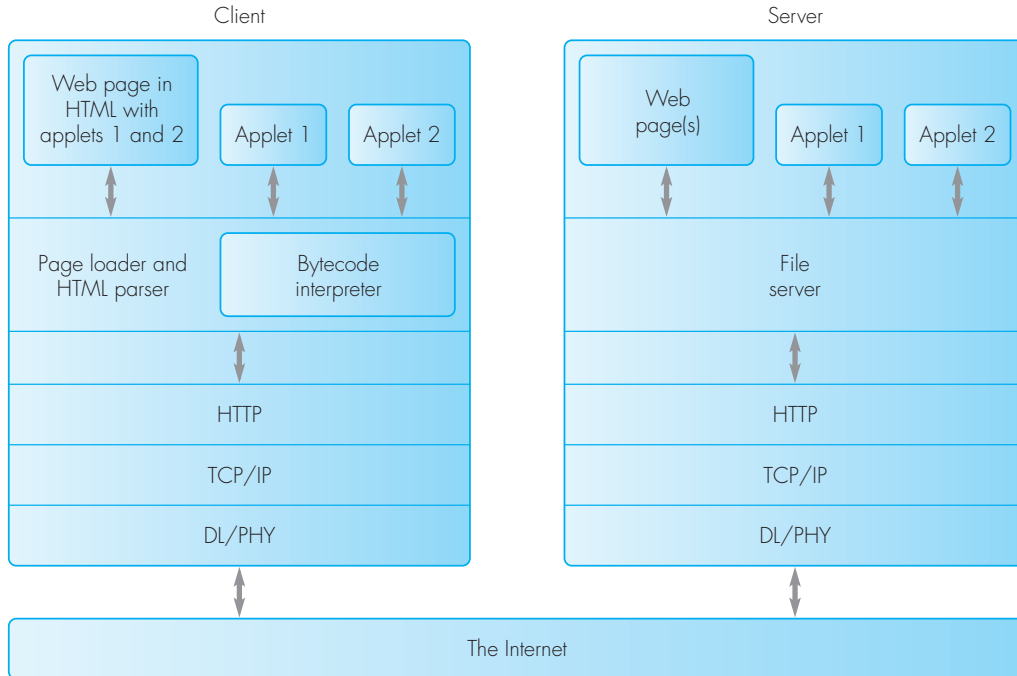 Client
Server
Web page in
HTML with
applets 1 and 2
Applet 1
Applet 2
Web
page(s)
Applet 1
Applet 2
Page loader and
HTML parser
Bytecode
interpreter
File
server
HTTP
HTTP
TCP/IP
TCP/IP
DL/PHY
DL/PHY
The Internet